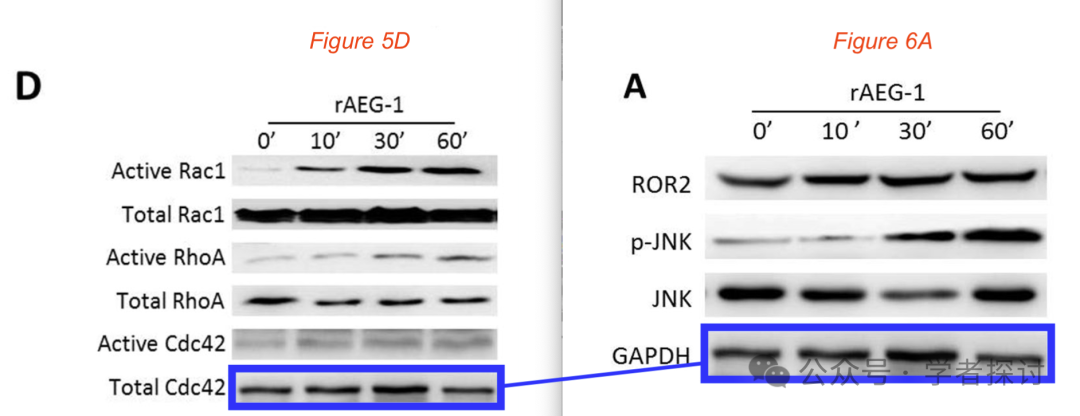 Figure 5D
D
rAEG-1
0’ 10’ 30’ 60’
Active Rac1
Total Rac1
Active RhoA
Total RhoA
Active Cdc42
Total Cdc42
Figure 6A
A
rAEG-1
0’ 10 ’ 30’ 60’
ROR2
p-JNK
JNK
GAPDH
公众号 · 学者探讨